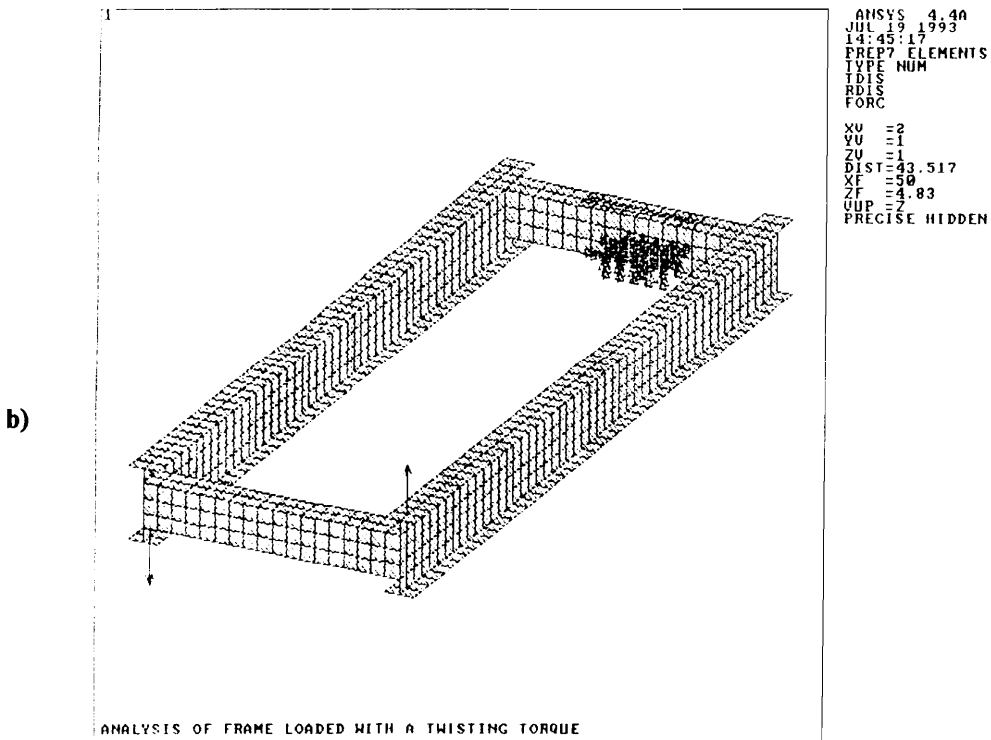 1
ANSYS 4.4A
JUL 19 1993
14:45:17
PREP7 ELEMENTS
TYPE NUM
TDIS
RDIS
FORC
XV =2
YV =1
ZV =1
DIST=43.517
XF =50
ZF =4.83
VUP =Z
PRECISE HIDDEN
b)
ANALYSIS OF FRAME LOADED WITH A TWISTING TORQUE